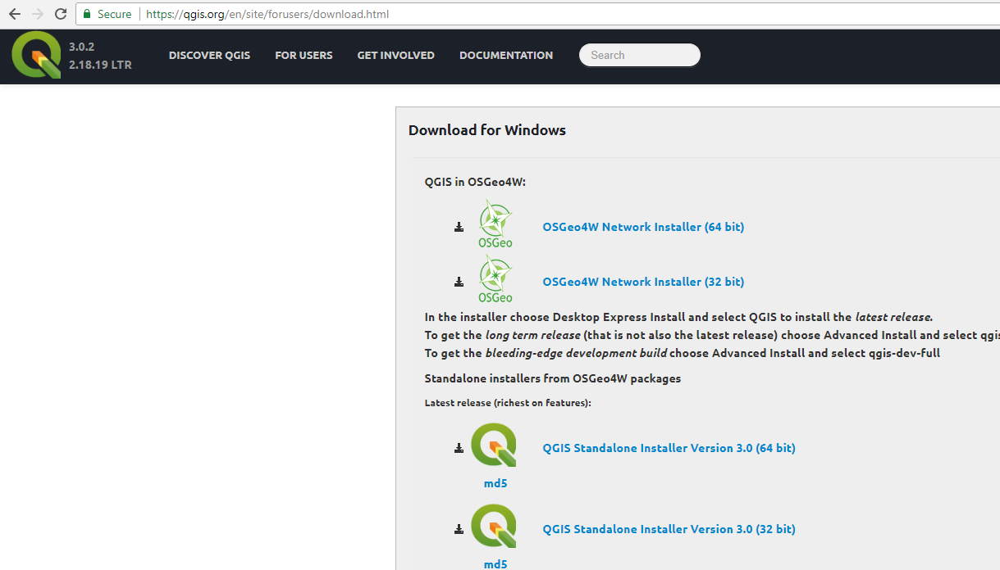 Secure | https://qgis.org/en/site/forusers/download.html
3.0.2
2.18.19 LTR
DISCOVER QGIS FOR USERS GET INVOLVED DOCUMENTATION Search
Download for Windows
QGIS in OSGeo4W:
OSGeo
OSGeo4W Network Installer (64 bit)
OSGeo
OSGeo4W Network Installer (32 bit)
In the installer choose Desktop Express Install and select QGIS to install the latest release.
To get the long term release (that is not also the latest release) choose Advanced Install and select qgis
To get the bleeding-edge development build choose Advanced Install and select qgis-dev-full
Standalone installers from OSGeo4W packages
Latest release (richest on features):
QGIS Standalone Installer Version 3.0 (64 bit)
md5
QGIS Standalone Installer Version 3.0 (32 bit)
md5